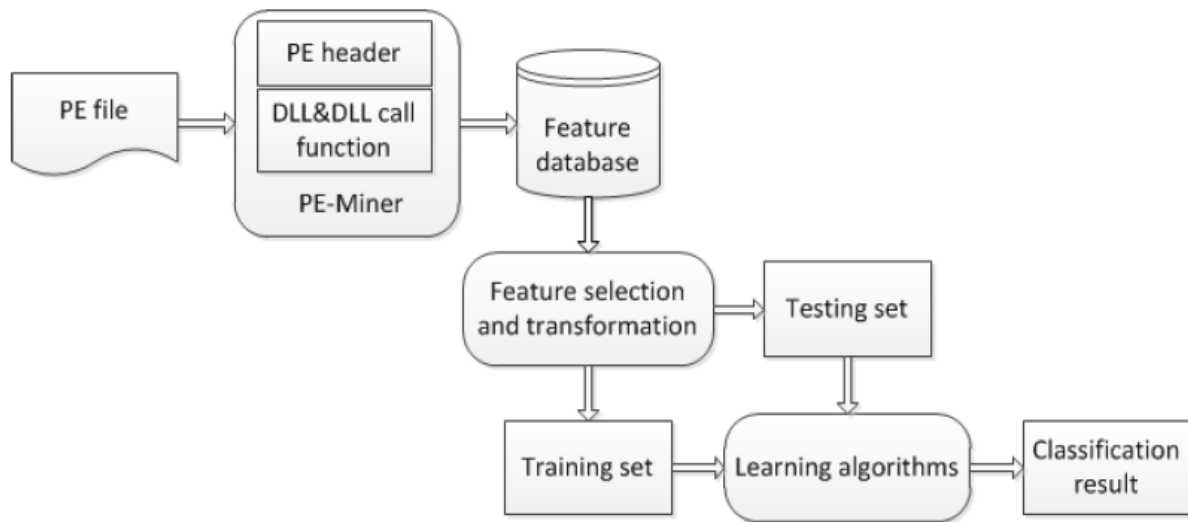 PE file
PE header
DLL&DLL call
function
PE-Miner
Feature
database
Feature selection
and transformation
Testing set
Training set
Learning algorithms
Classification
result